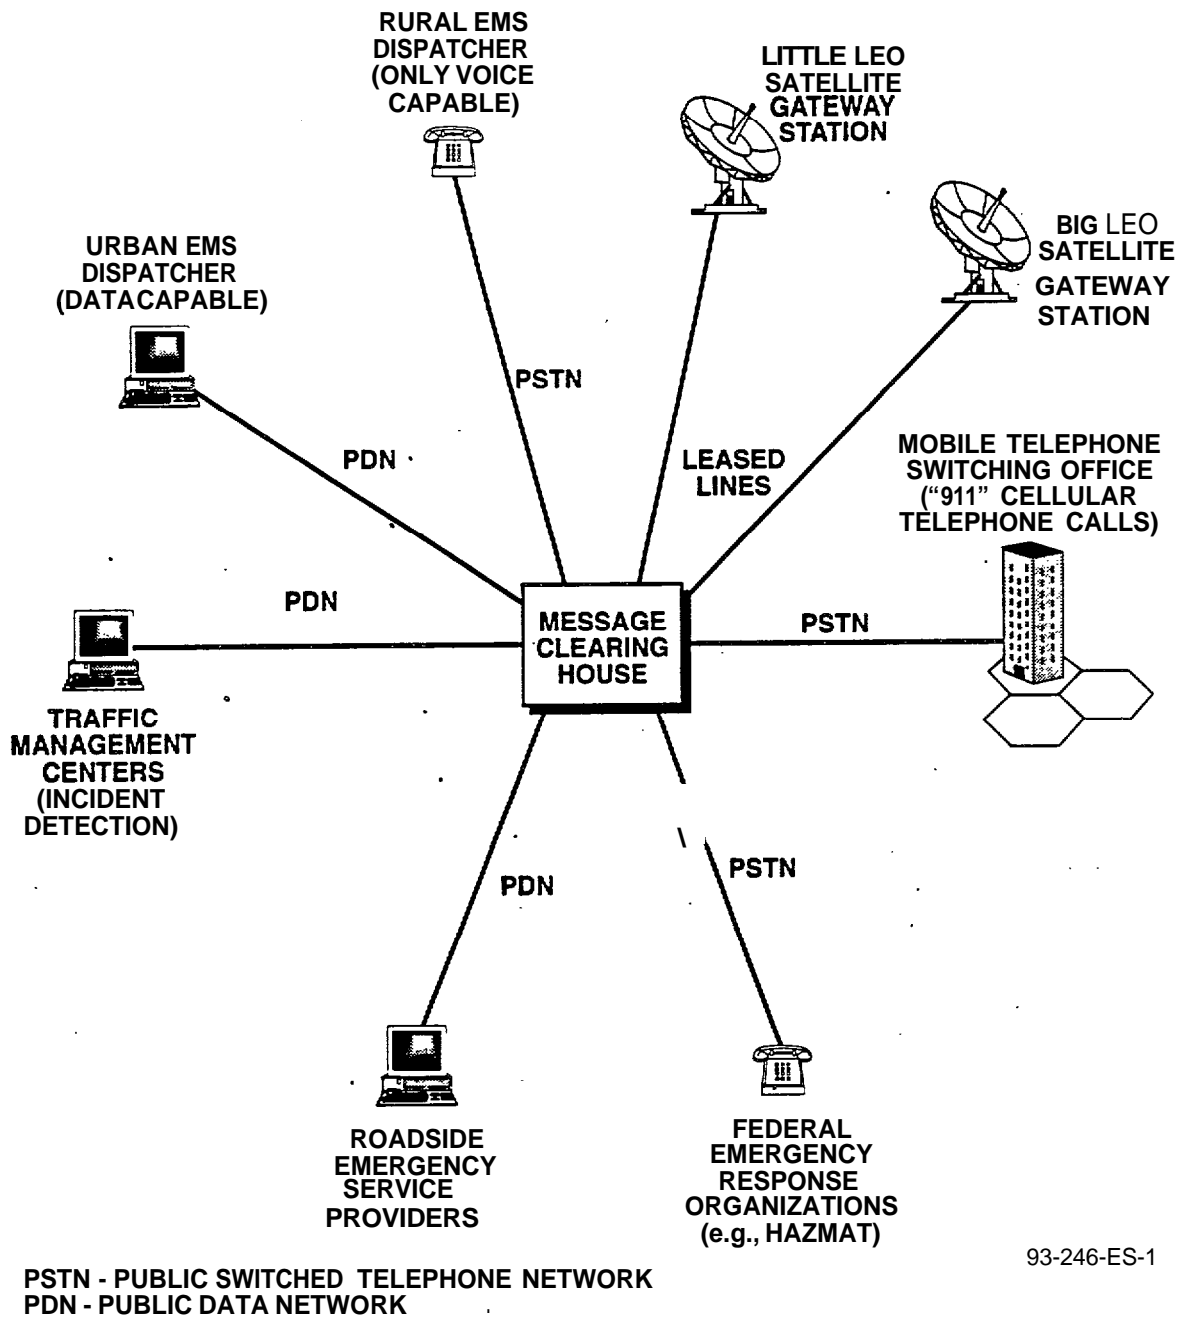 RURAL EMS
DISPATCHER
(ONLY VOICE
CAPABLE)
LITTLE LEO
SATELLITE
GATEWAY
STATION
BIG LEO
SATELLITE
GATEWAY
STATION
URBAN EMS
DISPATCHER
(DATACAPABLE)
PSTN
PDN
LEASED
LINES
MOBILE TELEPHONE
SWITCHING OFFICE
(“911” CELLULAR
TELEPHONE CALLS)
PDN
MESSAGE
CLEARING
HOUSE
PSTN
TRAFFIC
MANAGEMENT
CENTERS
(INCIDENT
DETECTION)
PDN
PSTN
ROADSIDE
EMERGENCY
SERVICE
PROVIDERS
FEDERAL
EMERGENCY
RESPONSE
ORGANIZATIONS
(e.g., HAZMAT)
93-246-ES-1
PSTN - PUBLIC SWITCHED TELEPHONE NETWORK
PDN - PUBLIC DATA NETWORK